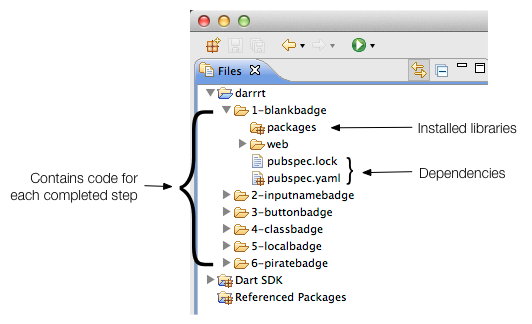 Files
darrrt
1-blankbadge
packages
Installed libraries
web
pubspec.lock
pubspec.yaml
Dependencies
Contains code for
each completed step
2-inputnamebadge
3-buttonbadge
4-classbadge
5-localbadge
6-piratebadge
Dart SDK
Referenced Packages